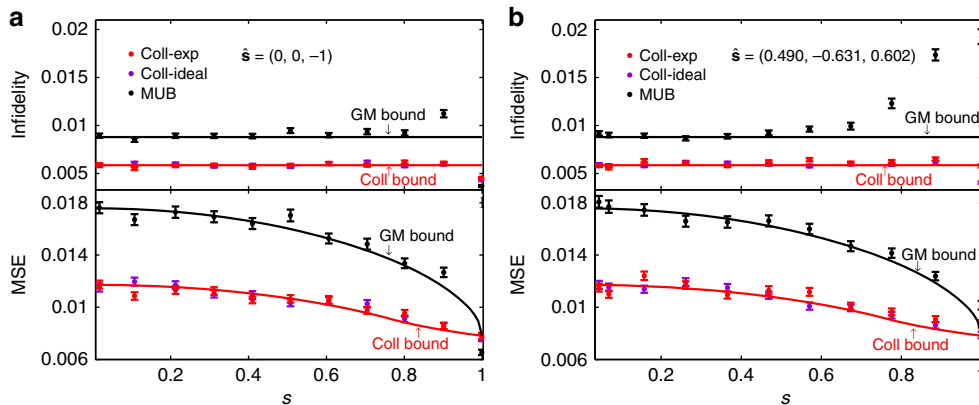 a
b
0.02
0.015
0.01
0.005
Infidelity
Coll-exp
Coll-ideal
MUB
ŝ = (0, 0, –1)
GM bound
Coll bound
0.018
0.014
0.01
0.006
MSE
GM bound
Coll bound
0.2
0.4
0.6
0.8
1
s
0.02
0.015
0.01
0.005
Infidelity
Coll-exp
Coll-ideal
MUB
ŝ = (0.490, –0.631, 0.602)
GM bound
Coll bound
0.018
0.014
0.01
0.006
MSE
GM bound
Coll bound
0.2
0.4
0.6
0.8
1
s